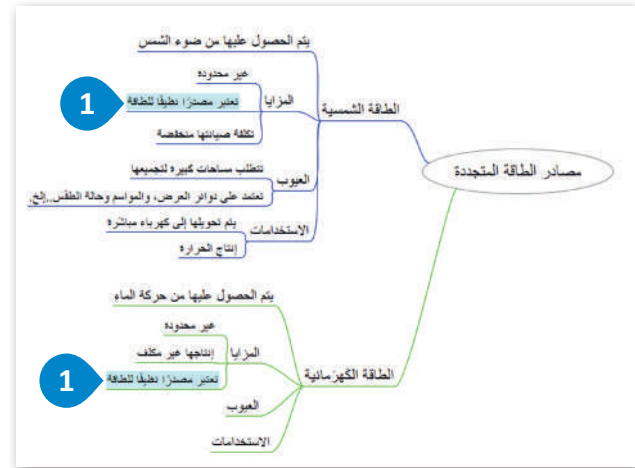 مصادر الطاقة المتجددة
الطاقة الشمسية
يتم الحصول عليها من ضوء الشمس
المزايا
غير محدودة
1
تعتبر مصدرًا نظيفًا للطاقة
تكلفة صيانتها منخفضة
العيوب
تتطلب مساحات كبيرة لتجميعها
تعتمد على دوائر العرض، والمواسم وحالة الطقس..إلخ.
الاستخدامات
يتم تحويلها إلى كهرباء مباشرة
إنتاج الحرارة
الطاقة الكهرمائية
يتم الحصول عليها من حركة الماء
المزايا
غير محدودة
إنتاجها غير مكلف
1
تعتبر مصدرًا نظيفًا للطاقة
العيوب
الاستخدامات